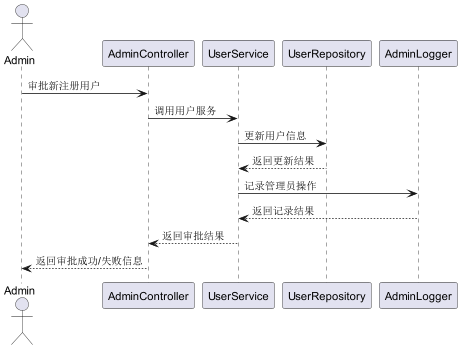 Admin
AdminController
UserService
UserRepository
AdminLogger
审批新注册用户
调用用户服务
更新用户信息
返回更新结果
记录管理员操作
返回记录结果
返回审批结果
返回审批成功/失败信息
Admin
AdminController
UserService
UserRepository
AdminLogger